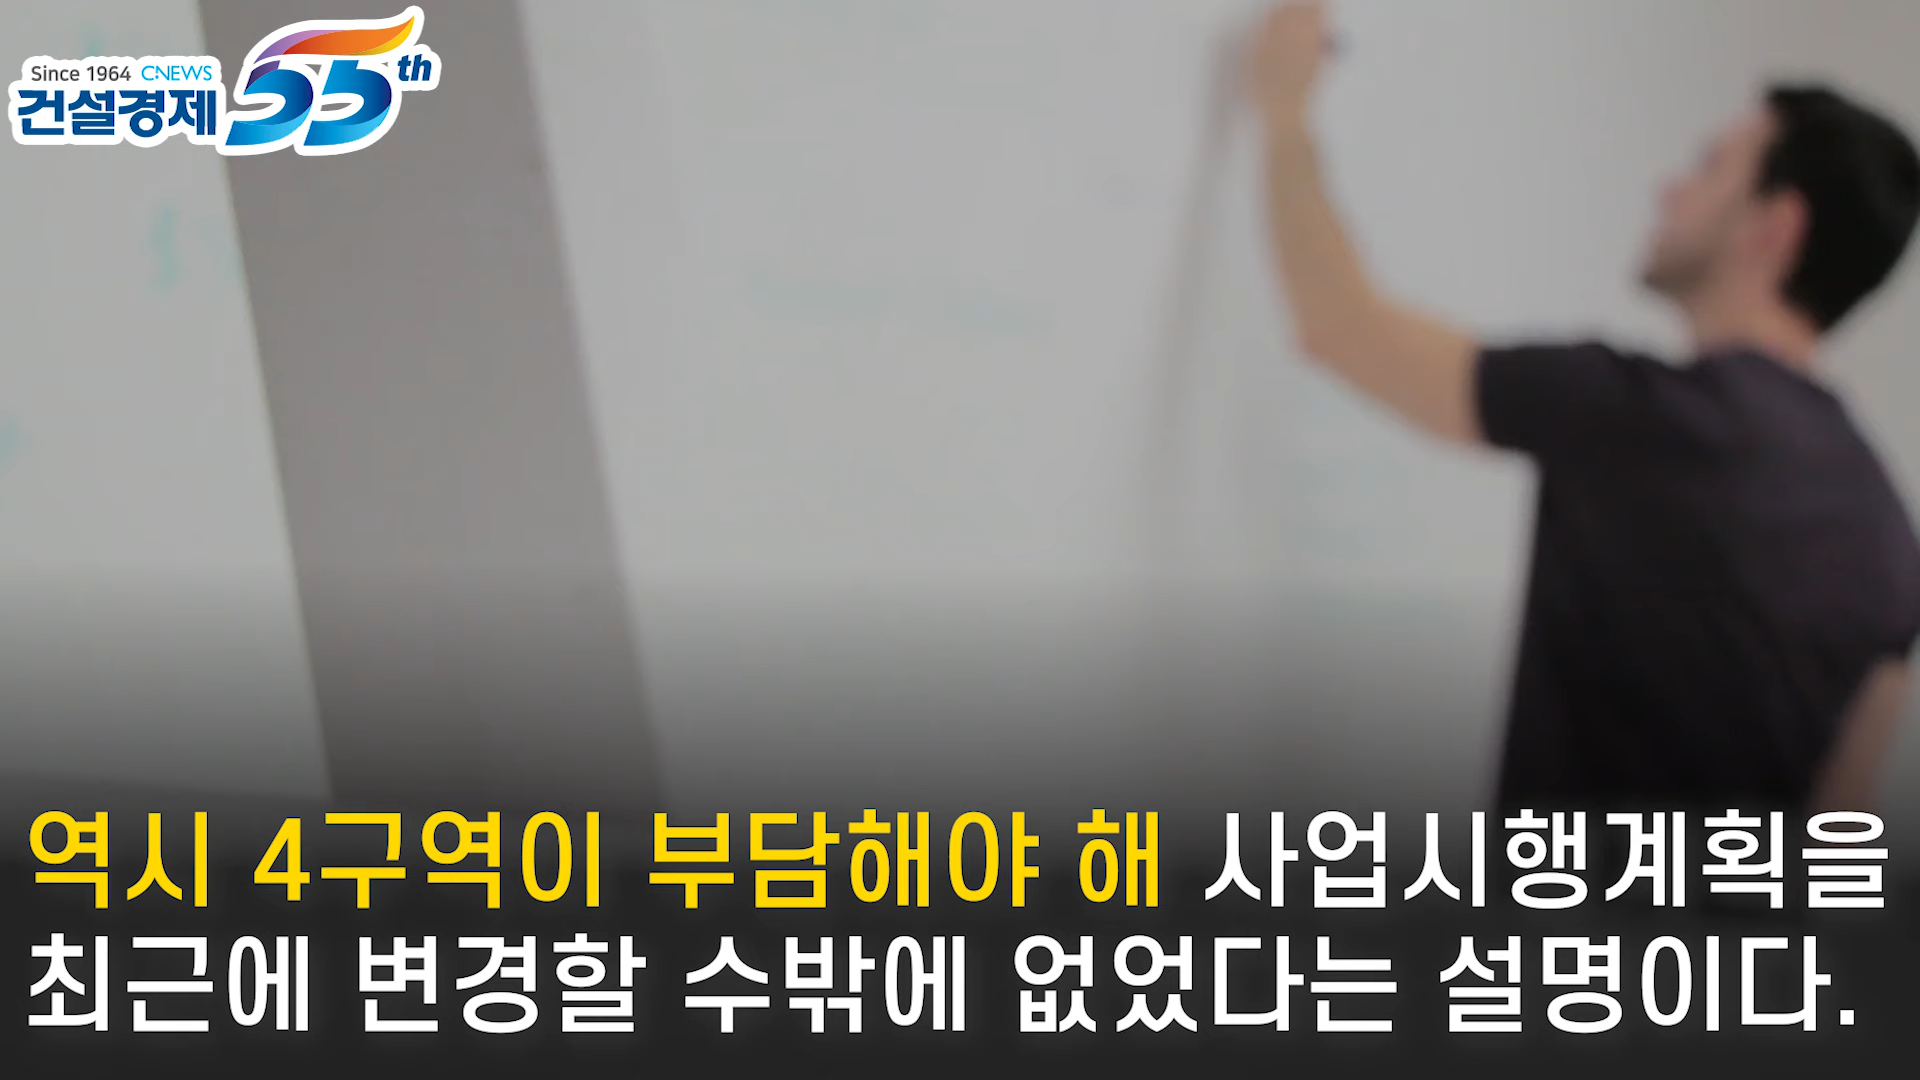 Since 1964 CNEWS
건설경제 55th
역시 4구역이 부담해야 해 사업시행계획을
최근에 변경할 수밖에 없었다는 설명이다.